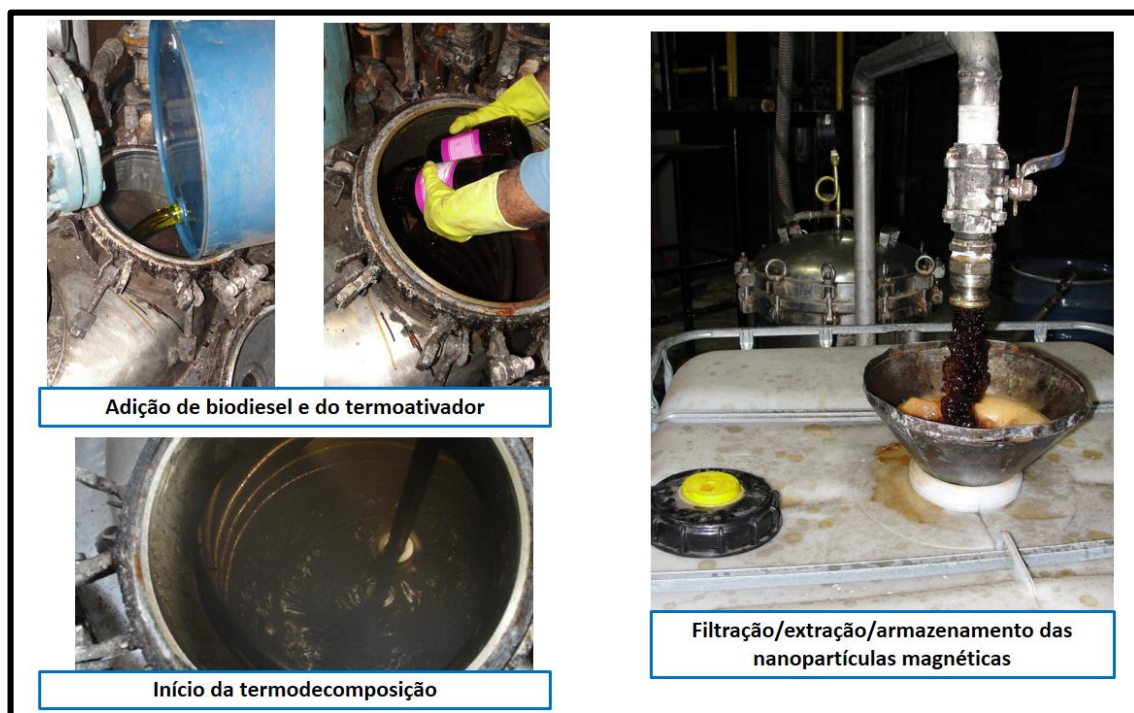 Adição de biodiesel e do termoativador
Início da termodecomposição
Filtração/extração/armazenamento das
nanopartículas magnéticas